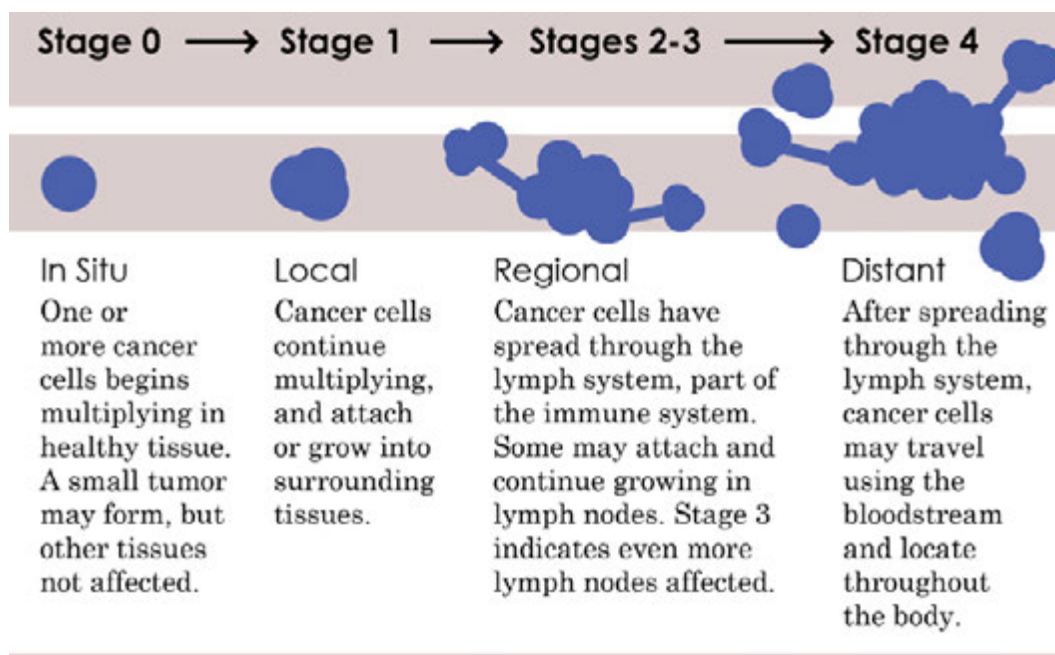 Stage 0 → Stage 1 → Stages 2-3 → Stage 4
In Situ
One or
more cancer
cells begins
multiplying in
healthy tissue.
A small tumor
may form, but
other tissues
not affected.
Local
Cancer cells
continue
multiplying,
and attach
or grow into
surrounding
tissues.
Regional
Cancer cells have
spread through the
lymph system, part of
the immune system.
Some may attach and
continue growing in
lymph nodes. Stage 3
indicates even more
lymph nodes affected.
Distant
After spreading
through the
lymph system,
cancer cells
may travel
using the
bloodstream
and locate
throughout
the body.